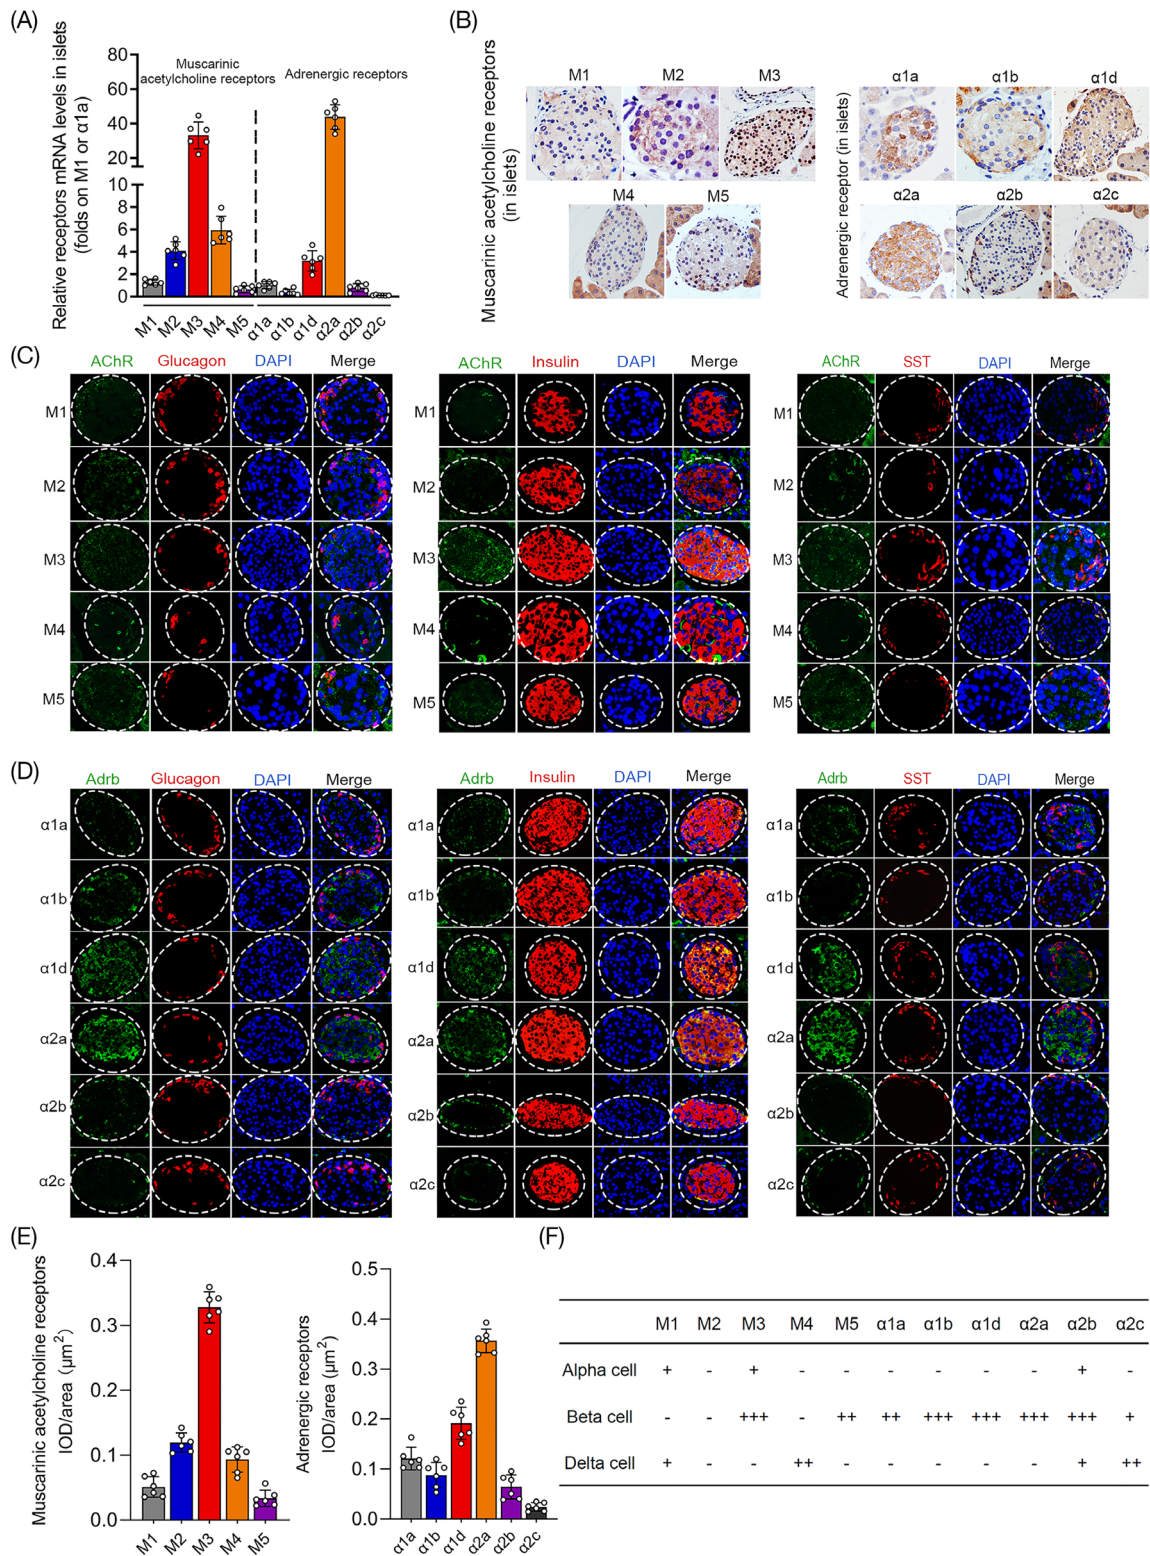 (A)
Relative receptors mRNA levels in islets
(folds on M1 or α1a)
80
60
40
20
10
8
6
4
2
0
Muscarinic
acetylcholine receptors
Adrenergic receptors
M1 M2 M3 M4 M5 α1a α1b α1d α2a α2b α2c
(B)
Muscarinic acetylcholine receptors
(in islets)
M1 M2 M3
M4 M5
Adrenergic receptor (in islets)
α1a α1b α1d
α2a α2b α2c
(C)
AChR Glucagon DAPI Merge
M1
M2
M3
M4
M5
AChR Insulin DAPI Merge
M1
M2
M3
M4
M5
AChR SST DAPI Merge
M1
M2
M3
M4
M5
(D)
Adrb Glucagon DAPI Merge
α1a
α1b
α1d
α2a
α2b
α2c
Adrb Insulin DAPI Merge
α1a
α1b
α1d
α2a
α2b
α2c
Adrb SST DAPI Merge
α1a
α1b
α1d
α2a
α2b
α2c
(E)
Muscarinic acetylcholine receptors
IOD/area (μm²)
0.4
0.3
0.2
0.1
0.0
M1 M2 M3 M4 M5
Adrenergic receptors
IOD/area (μm²)
0.5
0.4
0.3
0.2
0.1
0.0
α1a α1b α1d α2a α2b α2c
(F)
M1 M2 M3 M4 M5 α1a α1b α1d α2a α2b α2c
Alpha cell + - + - - - - - - + -
Beta cell - - +++ - ++ ++ +++ +++ +++ +++ +
Delta cell + - - ++ - - - - - + ++